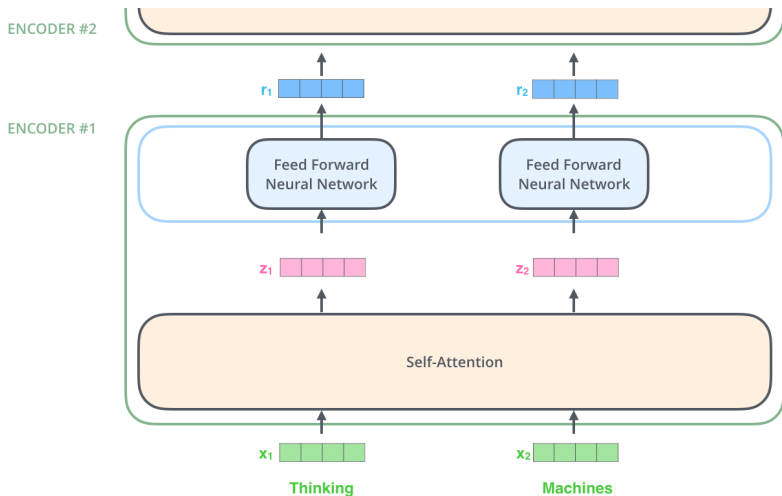 ENCODER #2
r₁
r₂
ENCODER #1
Feed Forward
Neural Network
Feed Forward
Neural Network
z₁
z₂
Self-Attention
x₁
x₂
Thinking
Machines